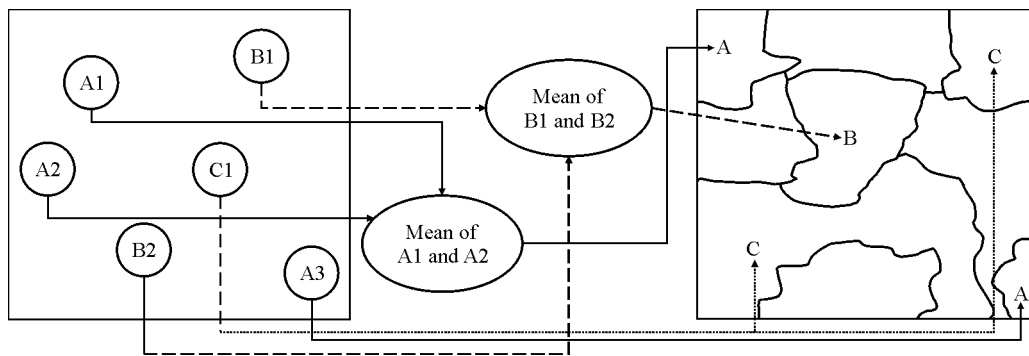 B1
A1
A2
C1
B2
A3
Mean of
B1 and B2
Mean of
A1 and A2
A
C
B
C
A